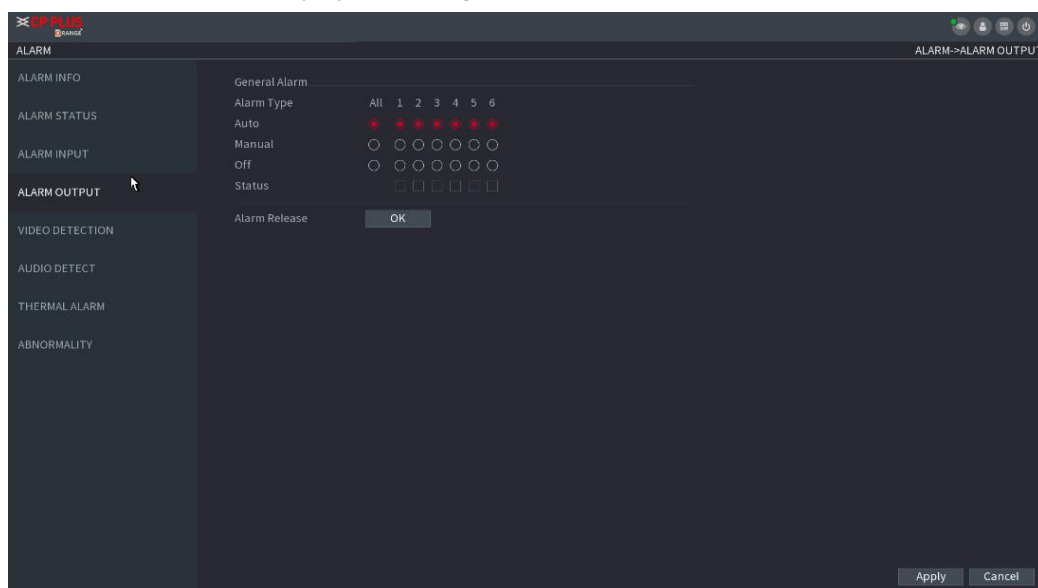 CP PLUS
ORANGE
ALARM
ALARM->ALARM OUTPUT
ALARM INFO
ALARM STATUS
ALARM INPUT
ALARM OUTPUT
VIDEO DETECTION
AUDIO DETECT
THERMAL ALARM
ABNORMALITY
General Alarm
Alarm Type All 1 2 3 4 5 6
Auto
Manual
Off
Status
Alarm Release OK
Apply Cancel